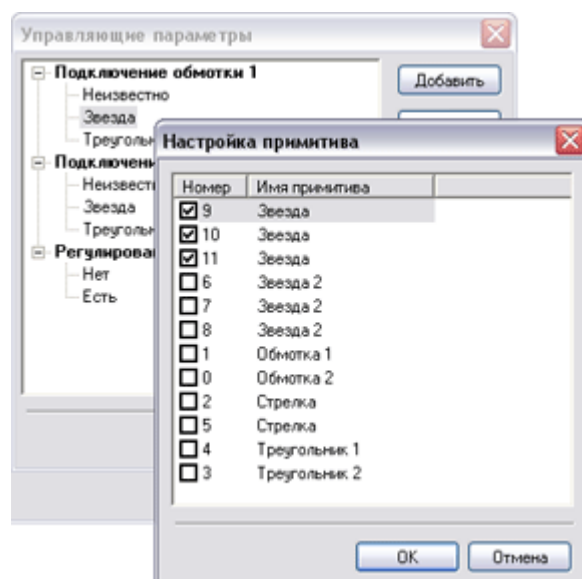 Управляющие параметры
Подключение обмотки 1
Неизвестно
Звезда
Добавить
Настройка примитива
Номер Имя примитива
9 Звезда
10 Звезда
11 Звезда
6 Звезда 2
7 Звезда 2
8 Звезда 2
1 Обмотка 1
0 Обмотка 2
2 Стрелка
5 Стрелка
4 Треугольник 1
3 Треугольник 2
Звезда
Нет
Есть
OK Отмена